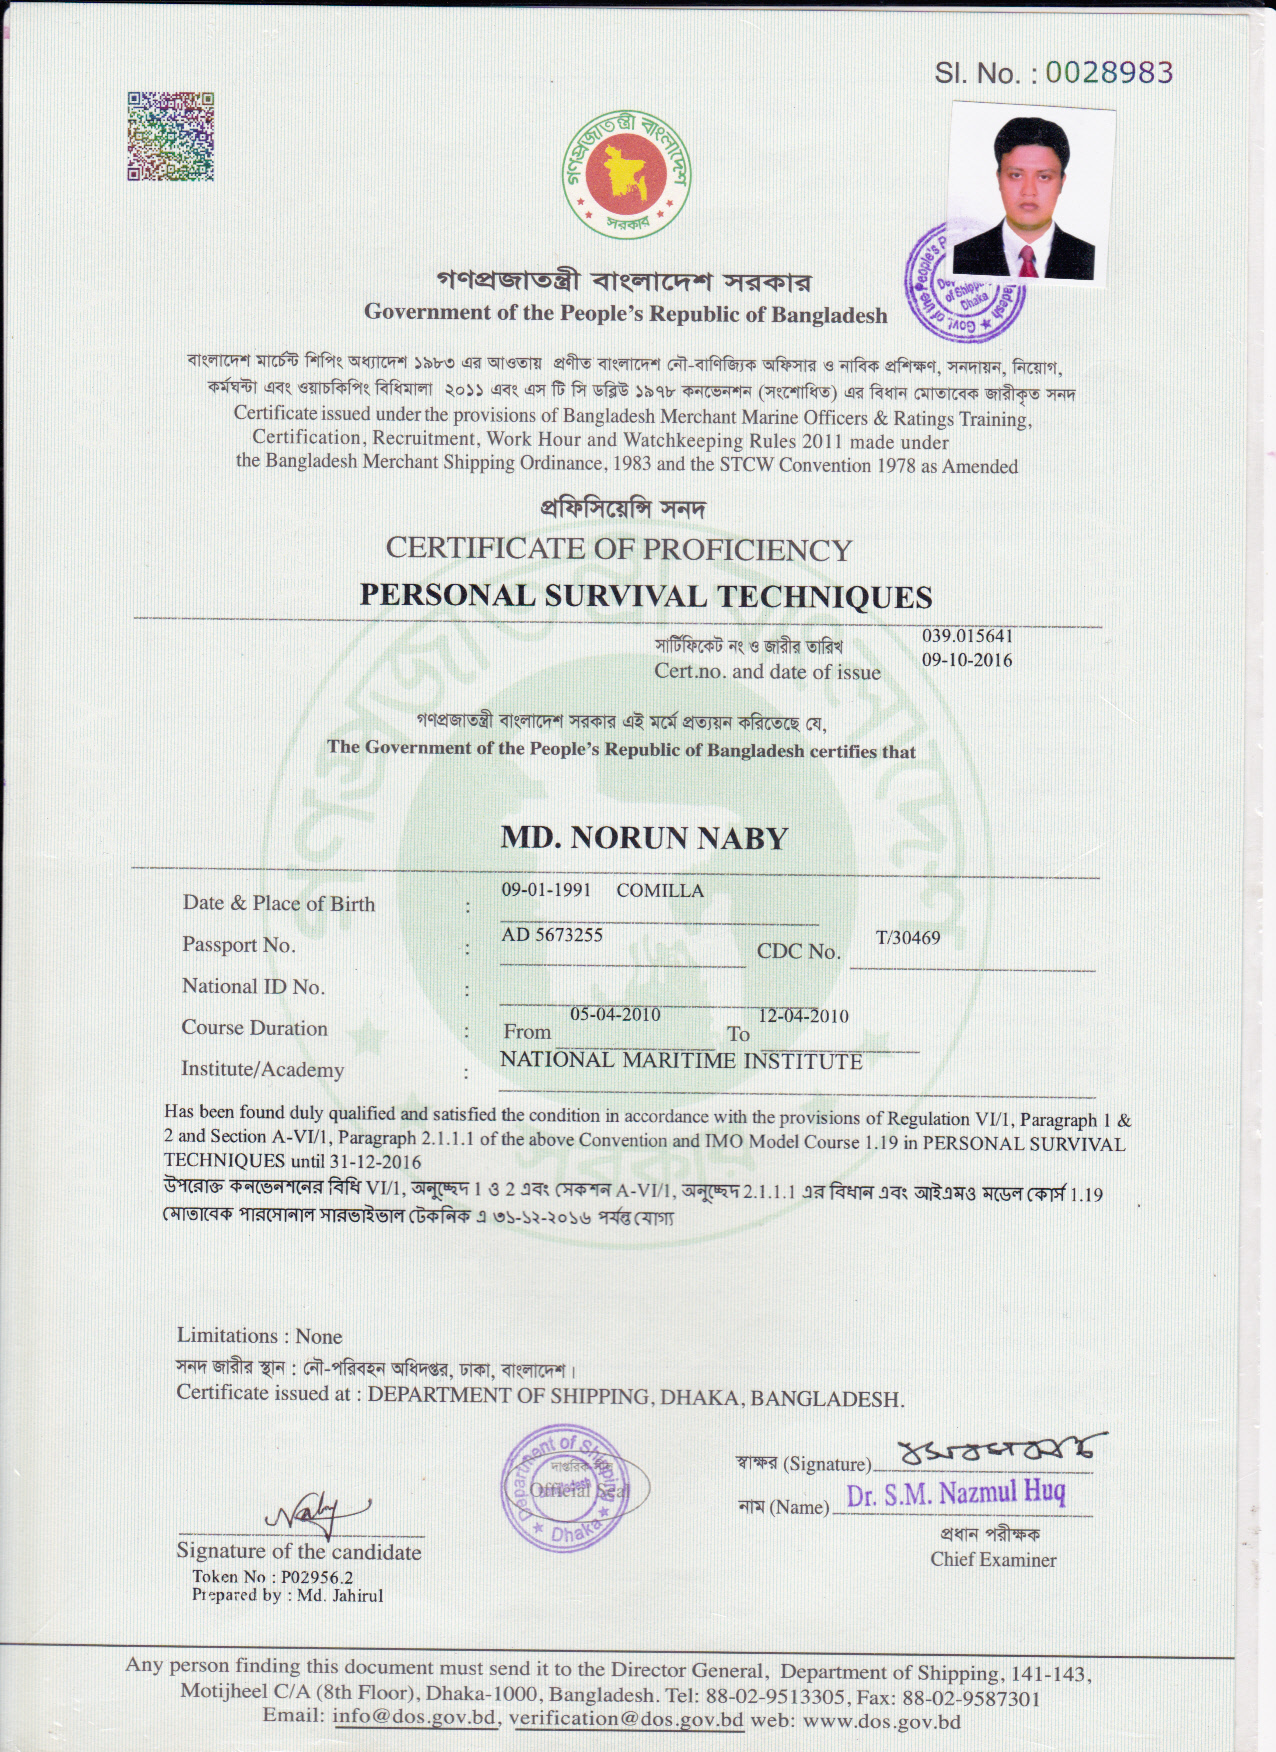 Sl. No. : 0028983
গণপ্রজাতন্ত্রী বাংলাদেশ
সরকার
গণপ্রজাতন্ত্রী বাংলাদেশ সরকার
Government of the People's Republic of Bangladesh
of Shipp
Dhaka
Govt. of the People's
ladesh
বাংলাদেশ মার্চেন্ট শিপিং অধ্যাদেশ ১৯৮৩ এর আওতায় প্রণীত বাংলাদেশ নৌ-বাণিজ্যিক অফিসার ও নাবিক প্রশিক্ষণ, সনদায়ন, নিয়োগ,
কর্মঘন্টা এবং ওয়াচকিপিং বিধিমালা ২০১১ এবং এস টি সি ডব্লিউ ১৯৭৮ কনভেনশন (সংশোধিত) এর বিধান মোতাবেক জারীকৃত সনদ
Certificate issued under the provisions of Bangladesh Merchant Marine Officers & Ratings Training,
Certification, Recruitment, Work Hour and Watchkeeping Rules 2011 made under
the Bangladesh Merchant Shipping Ordinance, 1983 and the STCW Convention 1978 as Amended
প্রফিসিয়েন্সি সনদ
CERTIFICATE OF PROFICIENCY
PERSONAL SURVIVAL TECHNIQUES
সার্টিফিকেট নং ও জারীর তারিখ 039.015641
Cert.no. and date of issue 09-10-2016
গণপ্রজাতন্ত্রী বাংলাদেশ সরকার এই মর্মে প্রত্যয়ন করিতেছে যে,
The Government of the People's Republic of Bangladesh certifies that
MD. NORUN NABY
Date & Place of Birth : 09-01-1991 COMILLA
Passport No. : AD 5673255 CDC No. T/30469
National ID No. :
Course Duration : From 05-04-2010 To 12-04-2010
Institute/Academy : NATIONAL MARITIME INSTITUTE
Has been found duly qualified and satisfied the condition in accordance with the provisions of Regulation VI/1, Paragraph 1 &
2 and Section A-VI/1, Paragraph 2.1.1.1 of the above Convention and IMO Model Course 1.19 in PERSONAL SURVIVAL
TECHNIQUES until 31-12-2016
উপরোক্ত কনভেনশনের বিধি VI/1, অনুচ্ছেদ 1 ও 2 এবং সেকশন A-VI/1, অনুচ্ছেদ 2.1.1.1 এর বিধান এবং আইএমও মডেল কোর্স 1.19
মোতাবেক পারসোনাল সারভাইভাল টেকনিক এ ৩১-১২-২০১৬ পর্যন্ত যোগ্য
Limitations : None
সনদ জারীর স্থান : নৌ-পরিবহন অধিদপ্তর, ঢাকা, বাংলাদেশ।
Certificate issued at : DEPARTMENT OF SHIPPING, DHAKA, BANGLADESH.
Department of Shipping
দাপ্তরিক
Official Seal
Bangladesh
Dhaka
স্বাক্ষর (Signature)
নাম (Name) Dr. S.M. Nazmul Huq
প্রধান পরীক্ষক
Chief Examiner
Naby
Signature of the candidate
Token No : P02956.2
Prepared by : Md. Jahirul
Any person finding this document must send it to the Director General, Department of Shipping, 141-143,
Motijheel C/A (8th Floor), Dhaka-1000, Bangladesh. Tel: 88-02-9513305, Fax: 88-02-9587301
Email: info@dos.gov.bd, verification@dos.gov.bd web: www.dos.gov.bd